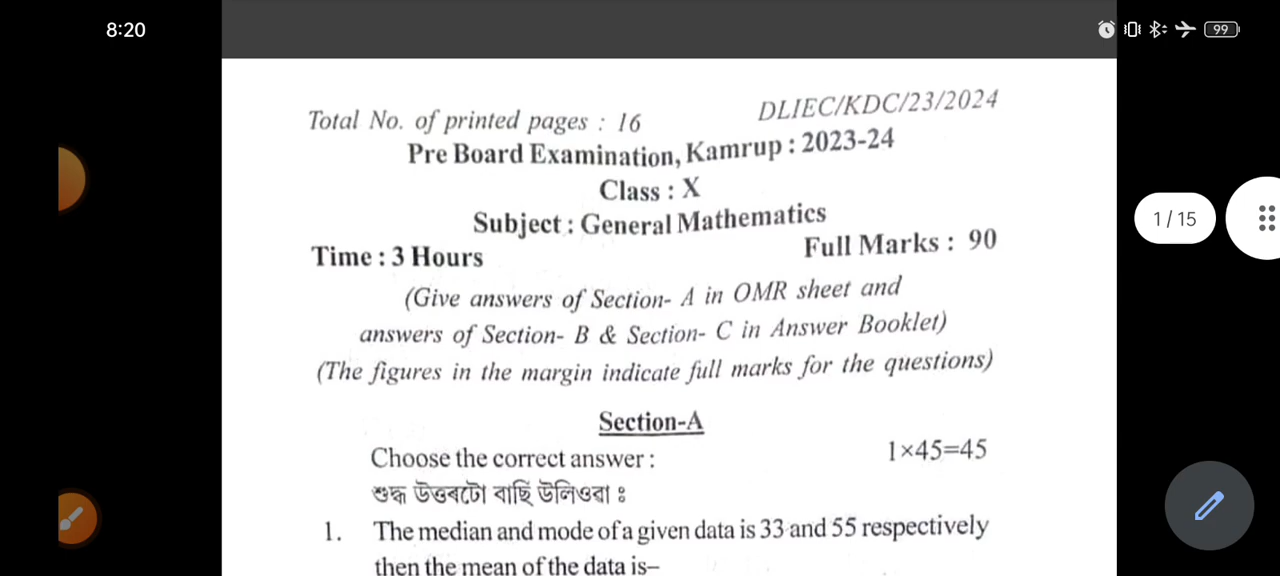 8:20
99
Total No. of printed pages : 16
DLIEC/KDC/23/2024
Pre Board Examination, Kamrup : 2023-24
Class : X
Subject : General Mathematics
Time : 3 Hours
Full Marks : 90
(Give answers of Section- A in OMR sheet and
answers of Section- B & Section- C in Answer Booklet)
(The figures in the margin indicate full marks for the questions)
1 / 15
Section-A
Choose the correct answer :
1×45=45
শুদ্ধ উত্তৰটো বাছি উলিওৱা ঃ
1. The median and mode of a given data is 33 and 55 respectively
then the mean of the data is–